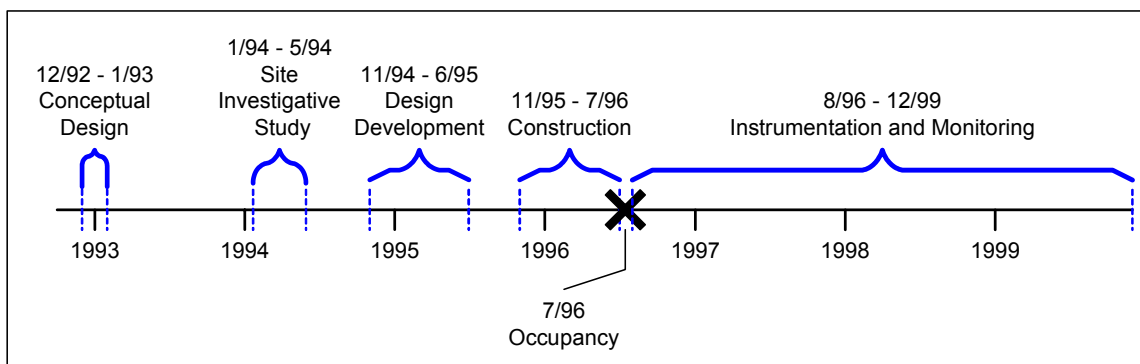 12/92 - 1/93
Conceptual
Design
1/94 - 5/94
Site
Investigative
Study
11/94 - 6/95
Design
Development
11/95 - 7/96
Construction
8/96 - 12/99
Instrumentation and Monitoring
1993
1994
1995
1996
1997
1998
1999
7/96
Occupancy